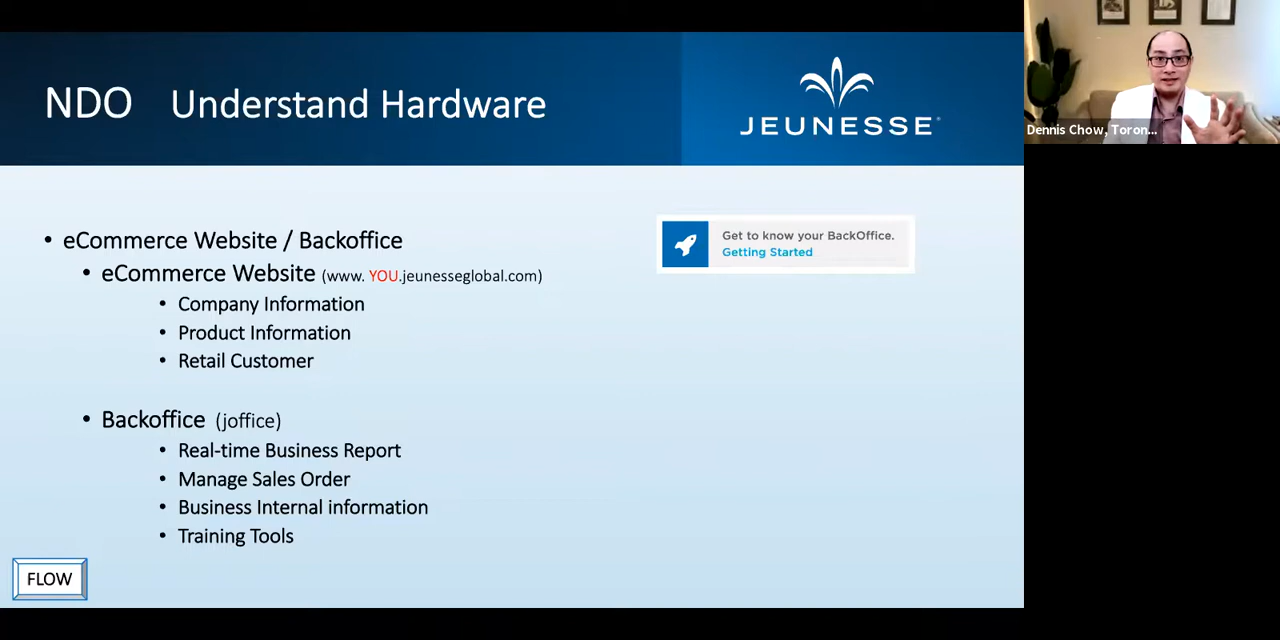 NDO Understand Hardware
JEUNESSE
• eCommerce Website / Backoffice
• eCommerce Website (www. YOU.jeunesseglobal.com)
• Company Information
• Product Information
• Retail Customer
• Backoffice (joffice)
• Real-time Business Report
• Manage Sales Order
• Business Internal information
• Training Tools
Get to know your BackOffice.
Getting Started
FLOW
Dennis Chow, Toron...